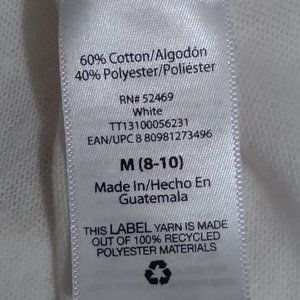 60% Cotton/Algodón
40% Polyester/Poliéster
RN# 52469
White
TT13100056231
EAN/UPC 8 80981273496
M (8-10)
Made In/Hecho En
Guatemala
THIS LABEL YARN IS MADE
OUT OF 100% RECYCLED
POLYESTER MATERIALS